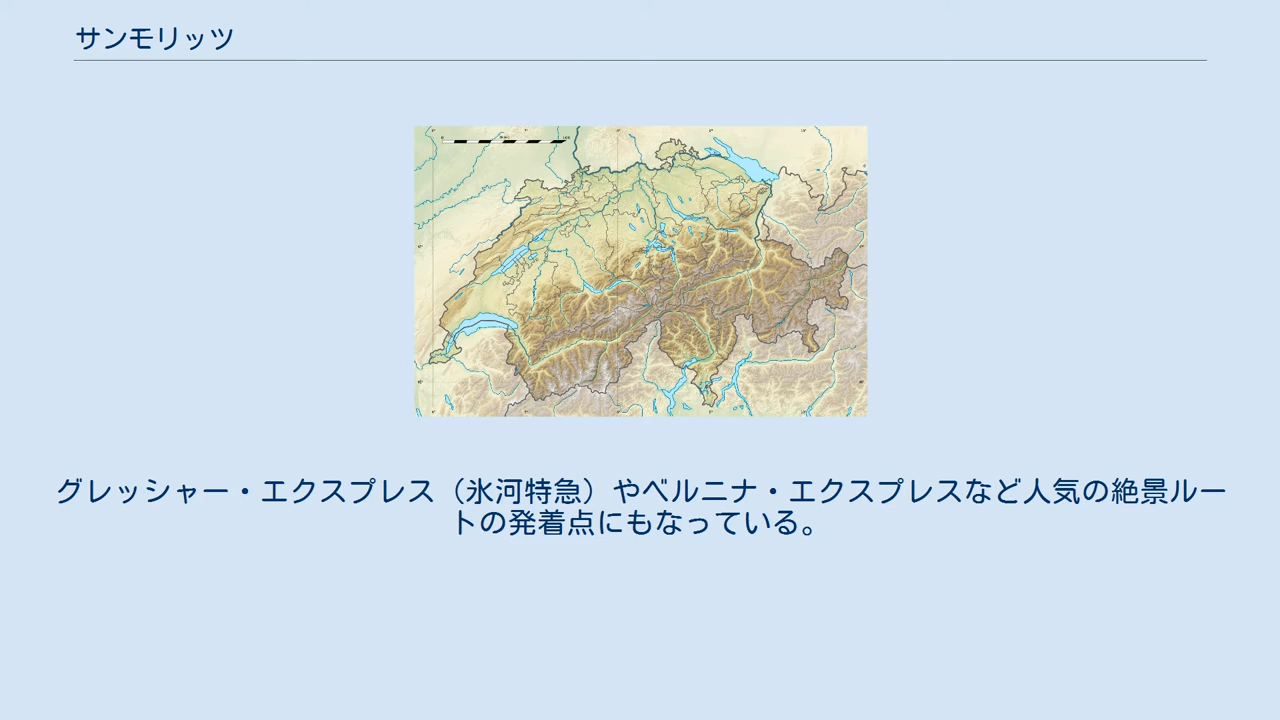 サンモリッツ
グレッシャー・エクスプレス（氷河特急）やベルニナ・エクスプレスなど人気の絶景ルー
トの発着点にもなっている。